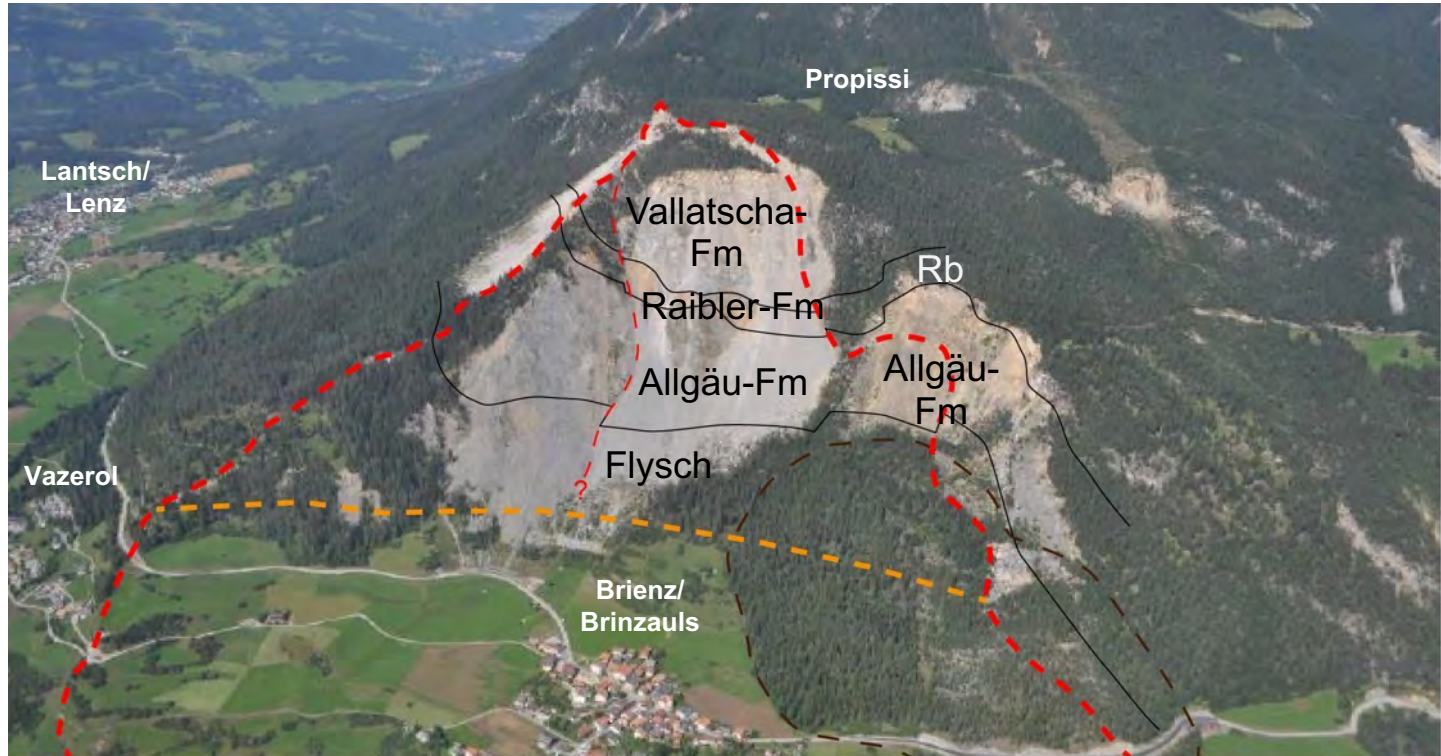 Propissi
Lantsch/
Lenz
Vallatscha-
Fm
Rb
Raibler-Fm
Allgäu-Fm
Allgäu-
Fm
Flysch
Vazerol
?
Brienz/
Brinzauls